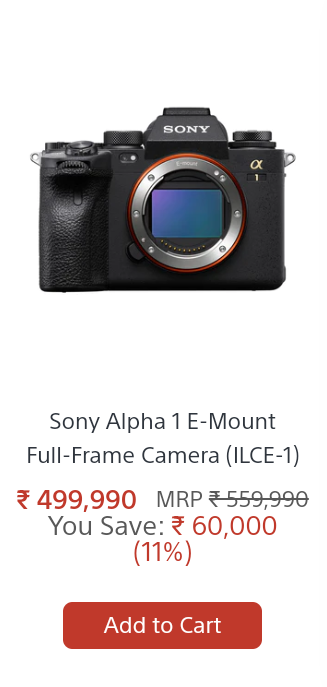 SONY
E-mount
α
1
Sony Alpha 1 E-Mount
Full-Frame Camera (ILCE-1)
₹ 499,990 MRP ₹ 559,990
You Save: ₹ 60,000
(11%)
Add to Cart